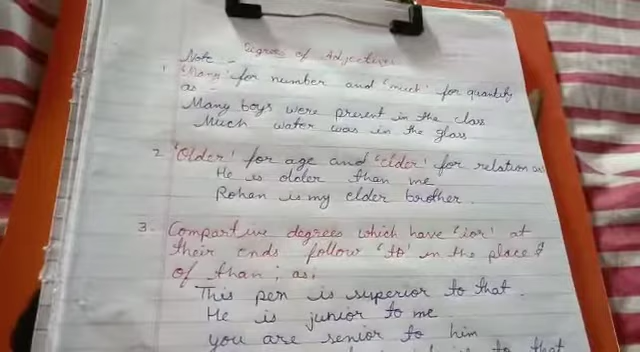 Degrees of Adjectives
Note -
1. 'Many' for number and 'much' for quantity
as -
Many boys were present in the class
Much water was in the glass
2. 'Older' for age and 'elder' for relation as
He is older than me
Rohan is my elder brother.
3. Comparative degrees which have 'ior' at
their ends follow 'to' in the place
of than; as:
This pen is superior to that.
He is junior to me
you are senior to him
to that